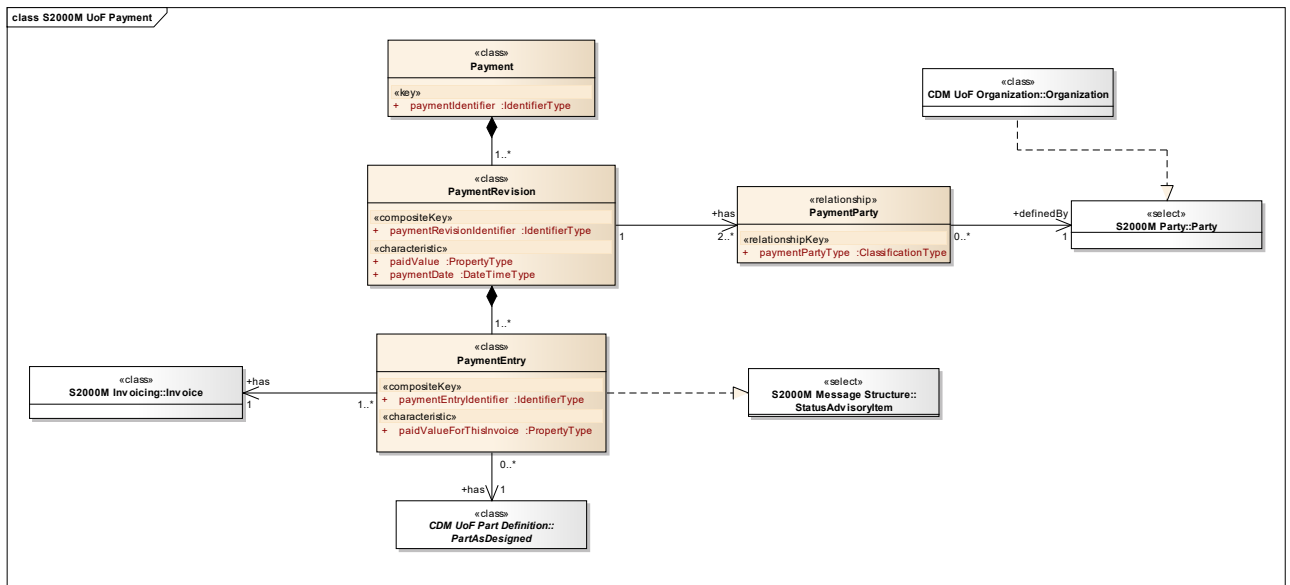 class S2000M UoF Payment
«class»
Payment
«key»
+ paymentIdentifier :IdentifierType
«class»
CDM UoF Organization::Organization
1..*
«class»
PaymentRevision
«compositeKey»
+ paymentRevisionIdentifier :IdentifierType
«characteristic»
+ paidValue :PropertyType
+ paymentDate :DateTimeType
1
+has
2..*
«relationship»
PaymentParty
«relationshipKey»
+ paymentPartyType :ClassificationType
0..*
+definedBy
1
«select»
S2000M Party::Party
1..*
«class»
PaymentEntry
«compositeKey»
+ paymentEntryIdentifier :IdentifierType
«characteristic»
+ paidValueForThisInvoice :PropertyType
«class»
S2000M Invoicing::Invoice
+has
1
1..*
«select»
S2000M Message Structure::
StatusAdvisoryItem
0..*
+has
1
«class»
CDM UoF Part Definition::
PartAsDesigned